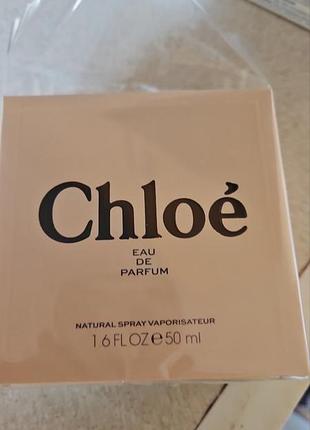 Chloé
EAU
DE
PARFUM
NATURAL SPRAY VAPORISATEUR
1 6 FL OZ ℮ 50 ml